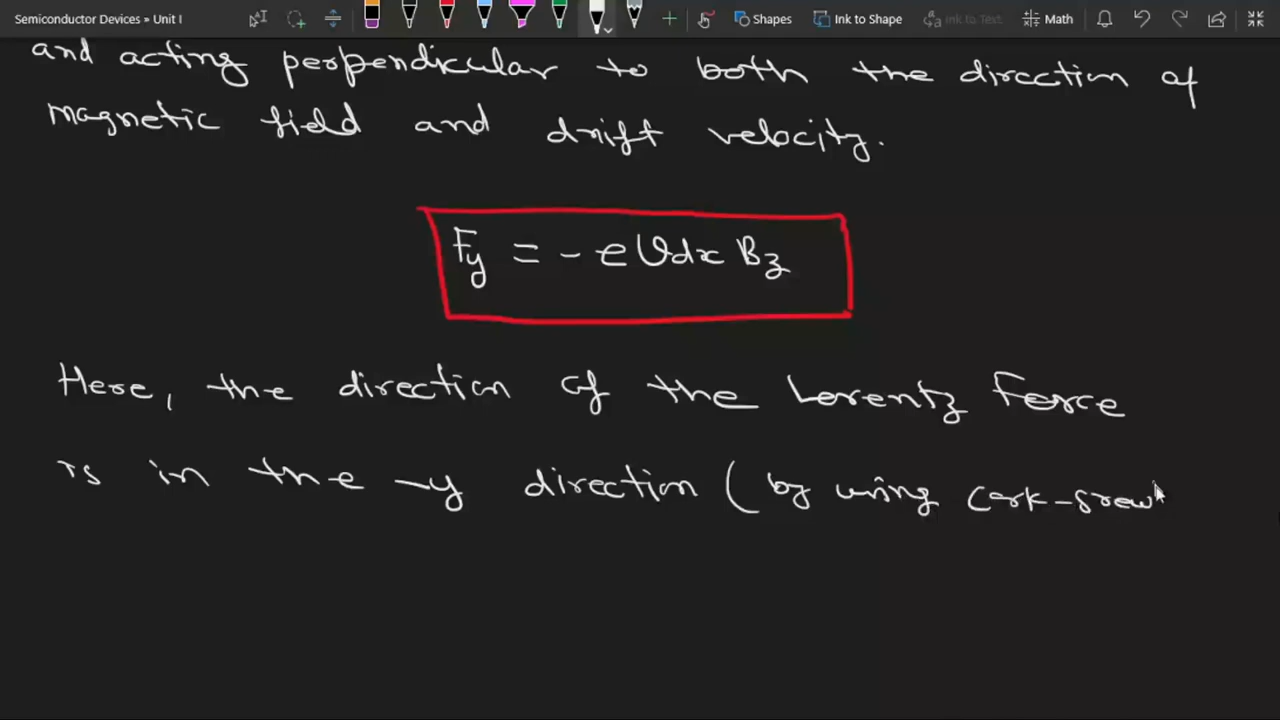 Semiconductor Devices » Unit I
Shapes
Ink to Shape
Ink to Text
Math
and acting perpendicular to both the direction of
magnetic field and drift velocity.
Fy = - e vdx Bz
Here, the direction of the Lorentz Force
is in the -y direction (by using Cork-srew